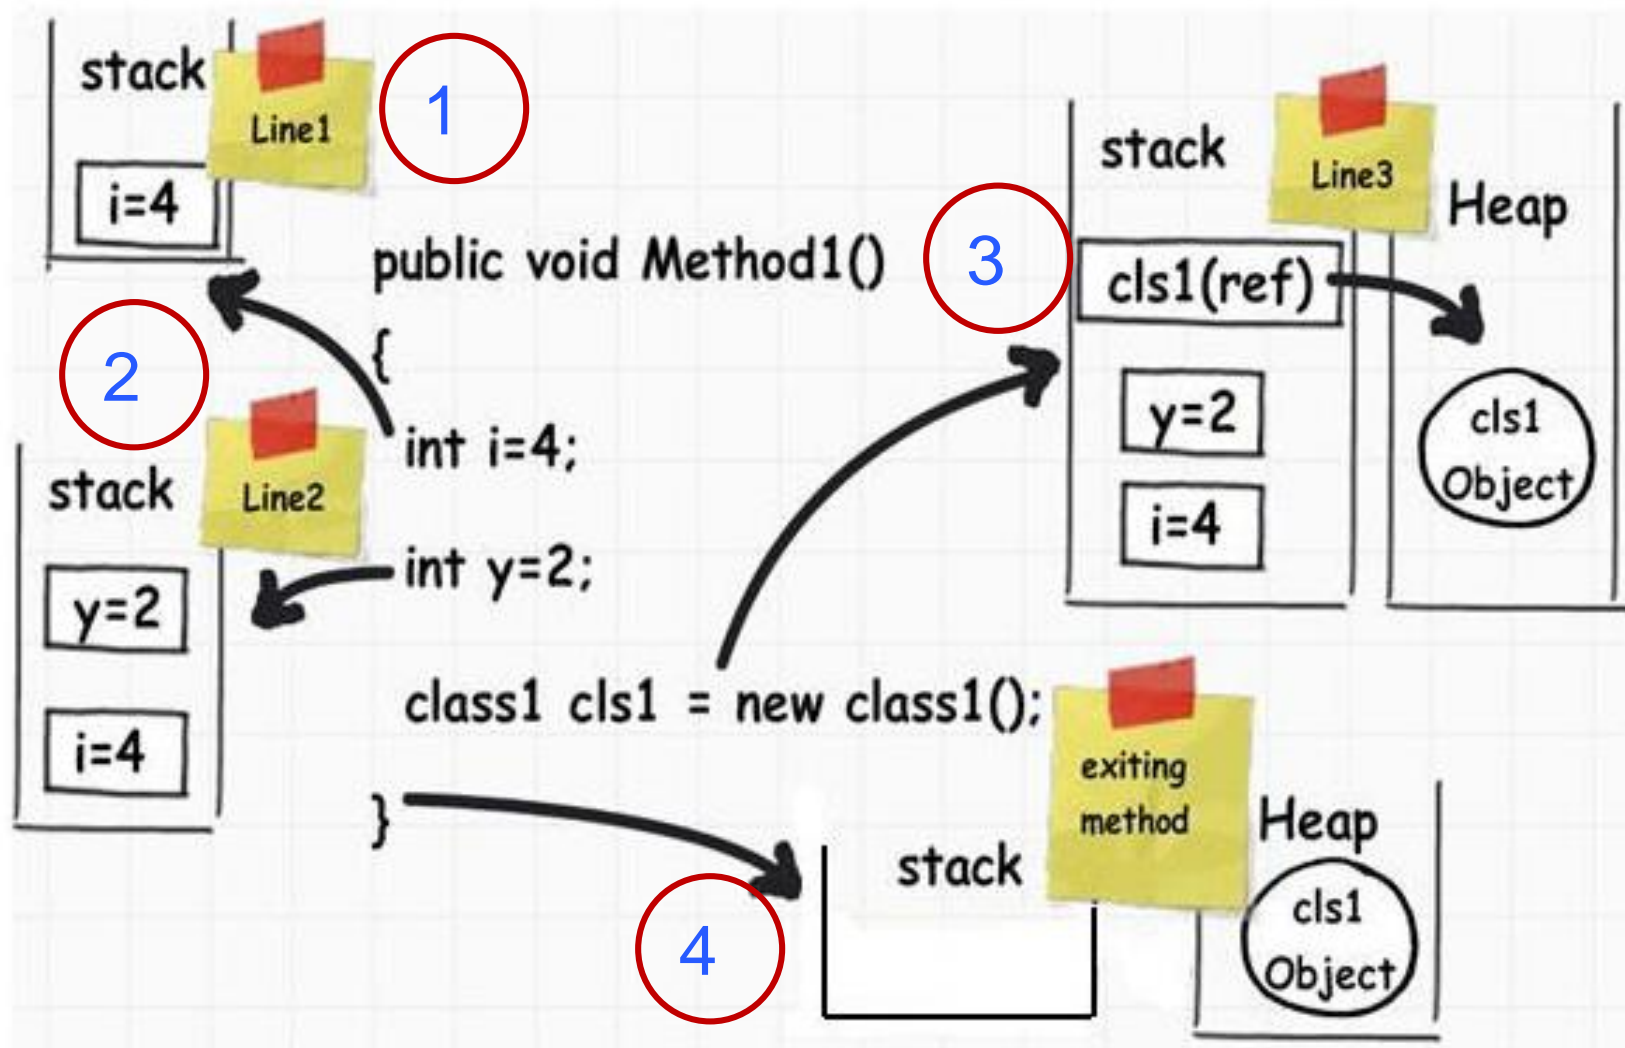 stack
Line1
1
i=4
public void Method1()
{
int i=4;
int y=2;
class1 cls1 = new class1();
}
2
stack
Line2
y=2
i=4
3
stack
Line3
Heap
cls1(ref)
y=2
i=4
cls1
Object
4
stack
exiting
method
Heap
cls1
Object